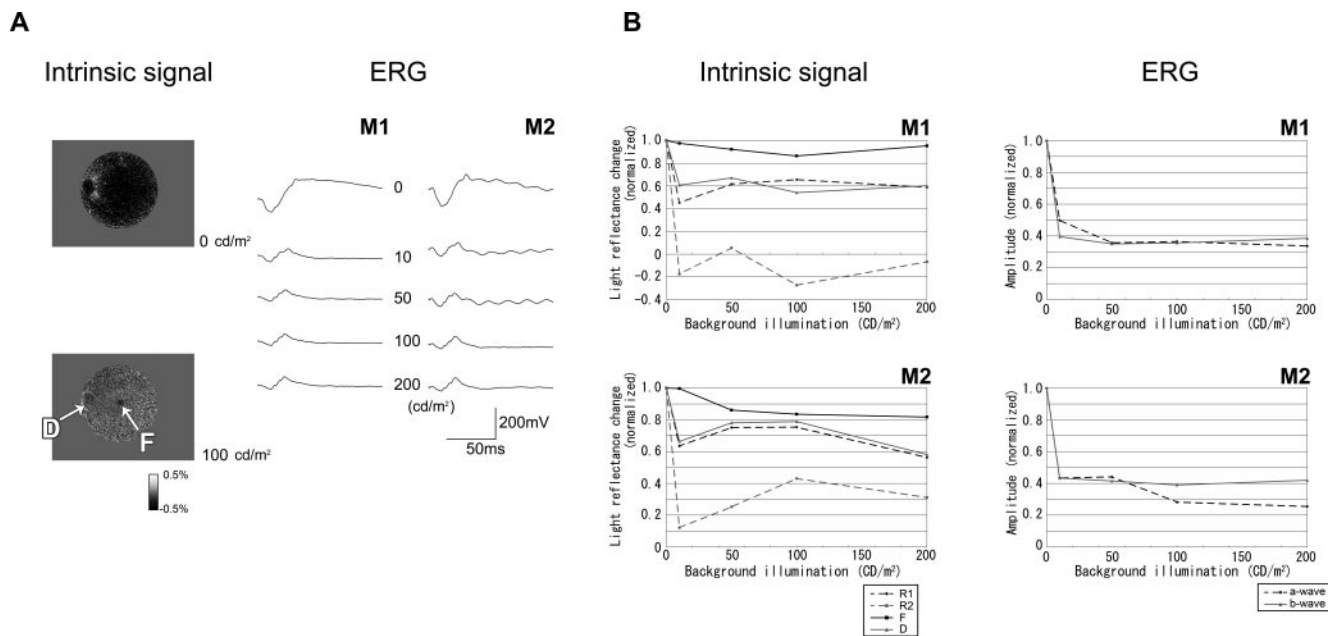 A
Intrinsic signal
ERG
M1
M2
0
10
50
100
200
(cd/m²)
200mV
50ms
0 cd/m²
D
F
100 cd/m²
0.5%
-0.5%
B
Intrinsic signal
ERG
M1
Light reflectance change
(normalized)
1.0
0.8
0.6
0.4
0.2
0
-0.2
-0.4
0
50
100
150
200
Background illumination (CD/m²)
M1
Amplitude (normalized)
1.0
0.8
0.6
0.4
0.2
0
0
50
100
150
200
Background illumination (CD/m²)
M2
Light reflectance change
(normalized)
1.0
0.8
0.6
0.4
0.2
0
0
50
100
150
200
Background illumination (CD/m²)
R1
R2
F
D
M2
Amplitude (normalized)
1.0
0.8
0.6
0.4
0.2
0
0
50
100
150
200
Background illumination (CD/m²)
a-wave
b-wave